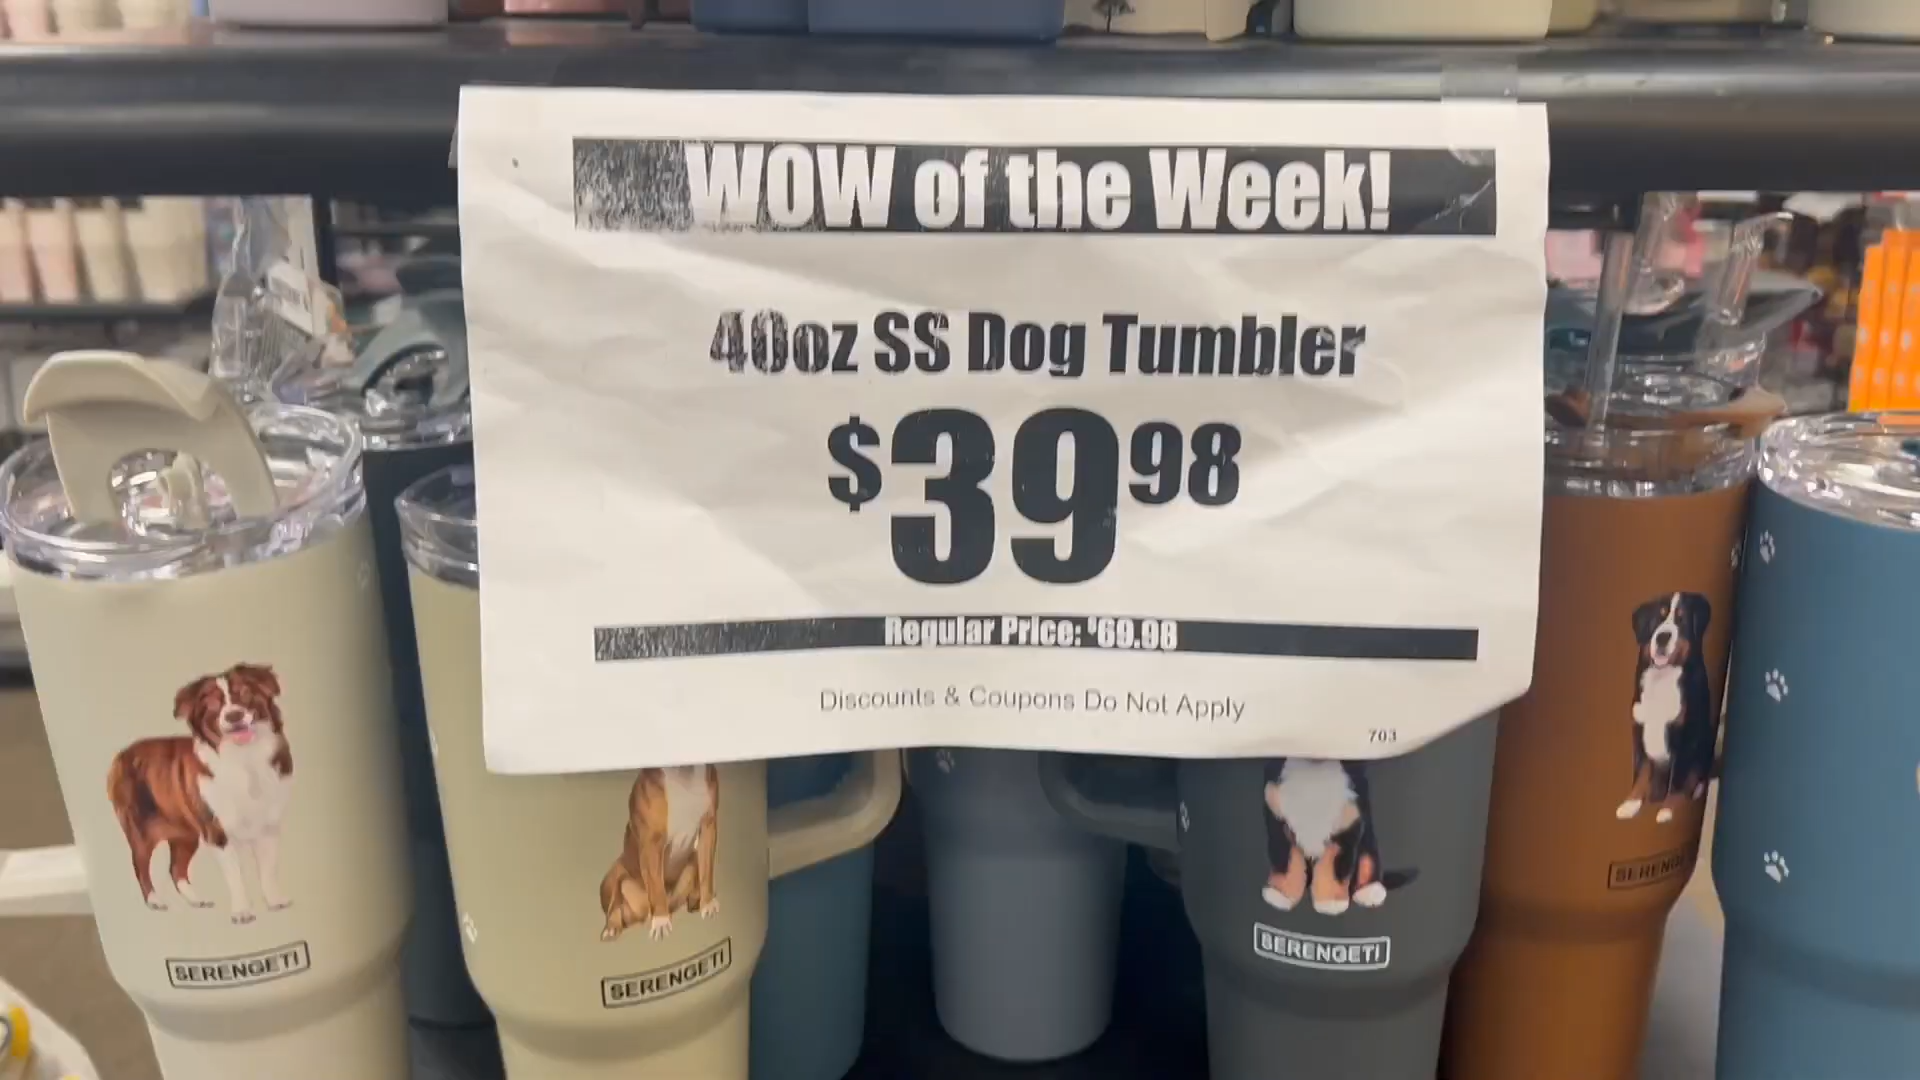 WOW of the Week!
40oz SS Dog Tumbler
$39 98
Regular Price: $69.98
Discounts & Coupons Do Not Apply
703
SERENGETI
SERENGETI
SERENGETI
SERENG